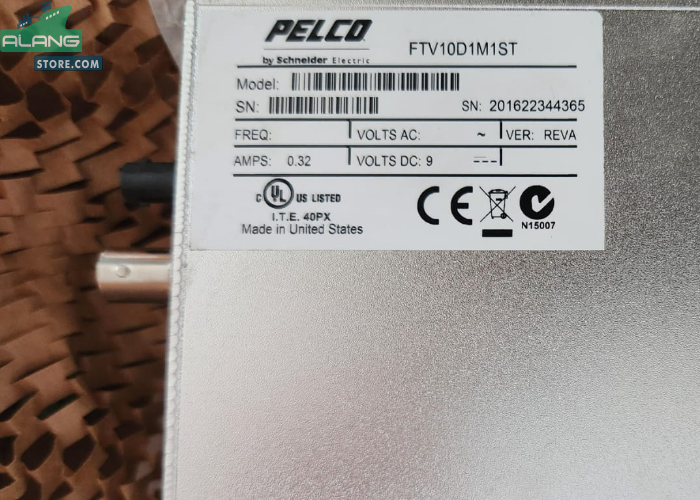 ALANG
STORE.COM
PELCO
by Schneider Electric
FTV10D1M1ST
Model:
SN:
SN: 201622344365
FREQ:
VOLTS AC: ~
VER: REVA
AMPS: 0.32
VOLTS DC: 9
C UL US LISTED
I.T.E. 40PX
Made in United States
CE
N15007